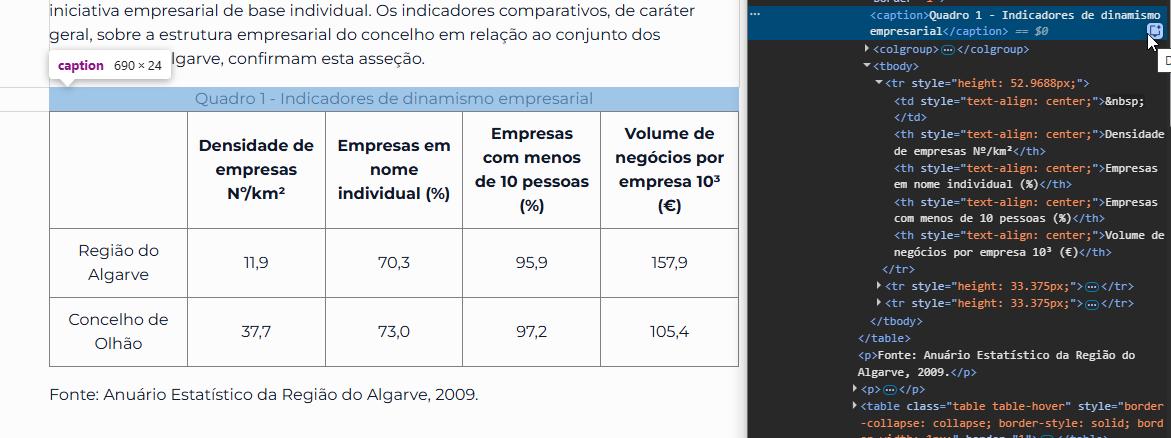 iniciativa empresarial de base individual. Os indicadores comparativos, de caráter
geral, sobre a estrutura empresarial do concelho em relação ao conjunto dos
caption 690 × 24
lgarve, confirmam esta asseção.
Quadro 1 - Indicadores de dinamismo empresarial
Densidade de empresas Nº/km²
Empresas em nome individual (%)
Empresas com menos de 10 pessoas (%)
Volume de negócios por empresa 10³ (€)
Região do Algarve 11,9 70,3 95,9 157,9
Concelho de Olhão 37,7 73,0 97,2 105,4
Fonte: Anuário Estatístico da Região do Algarve, 2009.
<caption>Quadro 1 - Indicadores de dinamismo
empresarial</caption> == $0
<colgroup>…</colgroup>
<tbody>
<tr style="height: 52.9688px;">
<td style="text-align: center;">&nbsp;
</td>
<th style="text-align: center;">Densidade
de empresas Nº/km²</th>
<th style="text-align: center;">Empresas
em nome individual (%)</th>
<th style="text-align: center;">Empresas
com menos de 10 pessoas (%)</th>
<th style="text-align: center;">Volume de
negócios por empresa 10³ (€)</th>
</tr>
<tr style="height: 33.375px;">…</tr>
<tr style="height: 33.375px;">…</tr>
</tbody>
</table>
<p>Fonte: Anuário Estatístico da Região do
Algarve, 2009.</p>
<p>…</p>
<table class="table table-hover" style="border
-collapse: collapse; border-style: solid; bord